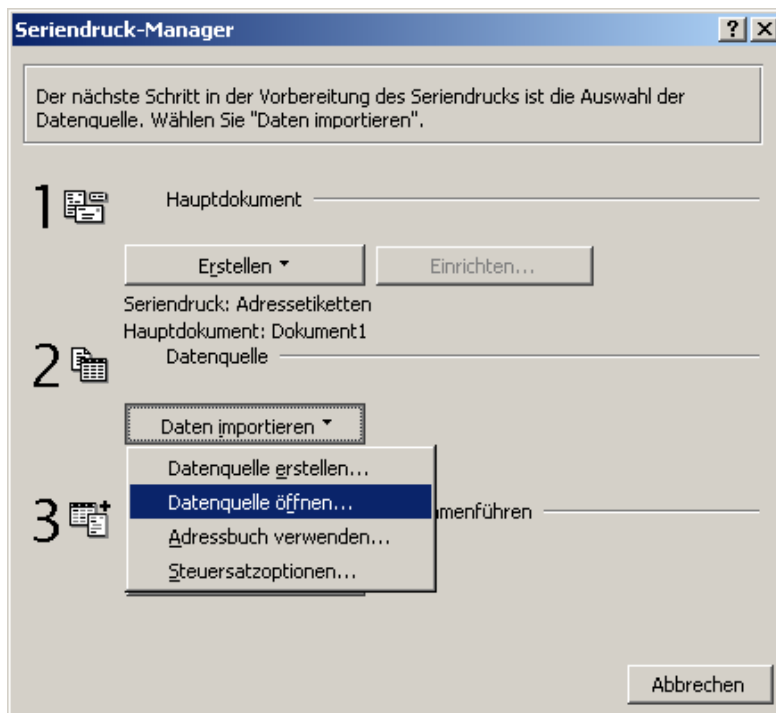 Seriendruck-Manager
Der nächste Schritt in der Vorbereitung des Seriendrucks ist die Auswahl der
Datenquelle. Wählen Sie "Daten importieren".
1
Hauptdokument
Erstellen
Einrichten...
Seriendruck: Adressetiketten
Hauptdokument: Dokument1
2
Datenquelle
Daten importieren
Datenquelle erstellen...
Datenquelle öffnen...
3
menführen
Adressbuch verwenden...
Steuersatzoptionen...
Abbrechen